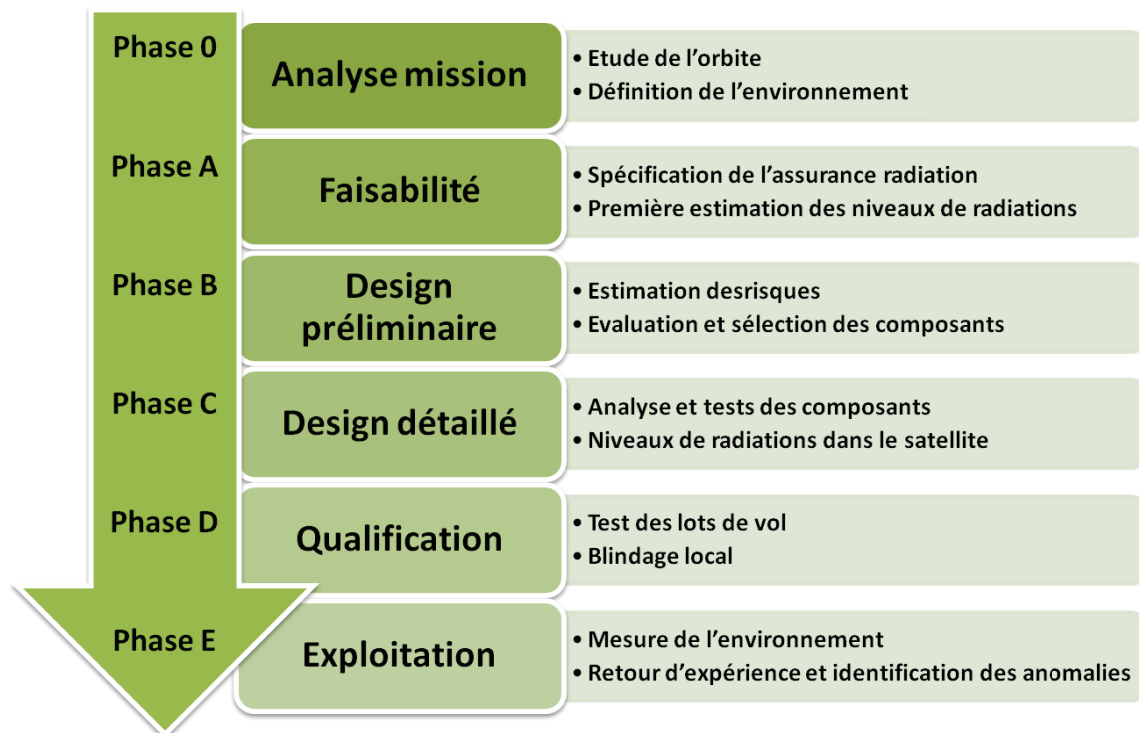 Phase 0
Analyse mission
• Etude de l’orbite
• Définition de l’environnement
Phase A
Faisabilité
• Spécification de l’assurance radiation
• Première estimation des niveaux de radiations
Phase B
Design
préliminaire
• Estimation desrisques
• Evaluation et sélection des composants
Phase C
Design détaillé
• Analyse et tests des composants
• Niveaux de radiations dans le satellite
Phase D
Qualification
• Test des lots de vol
• Blindage local
Phase E
Exploitation
• Mesure de l’environnement
• Retour d’expérience et identification des anomalies